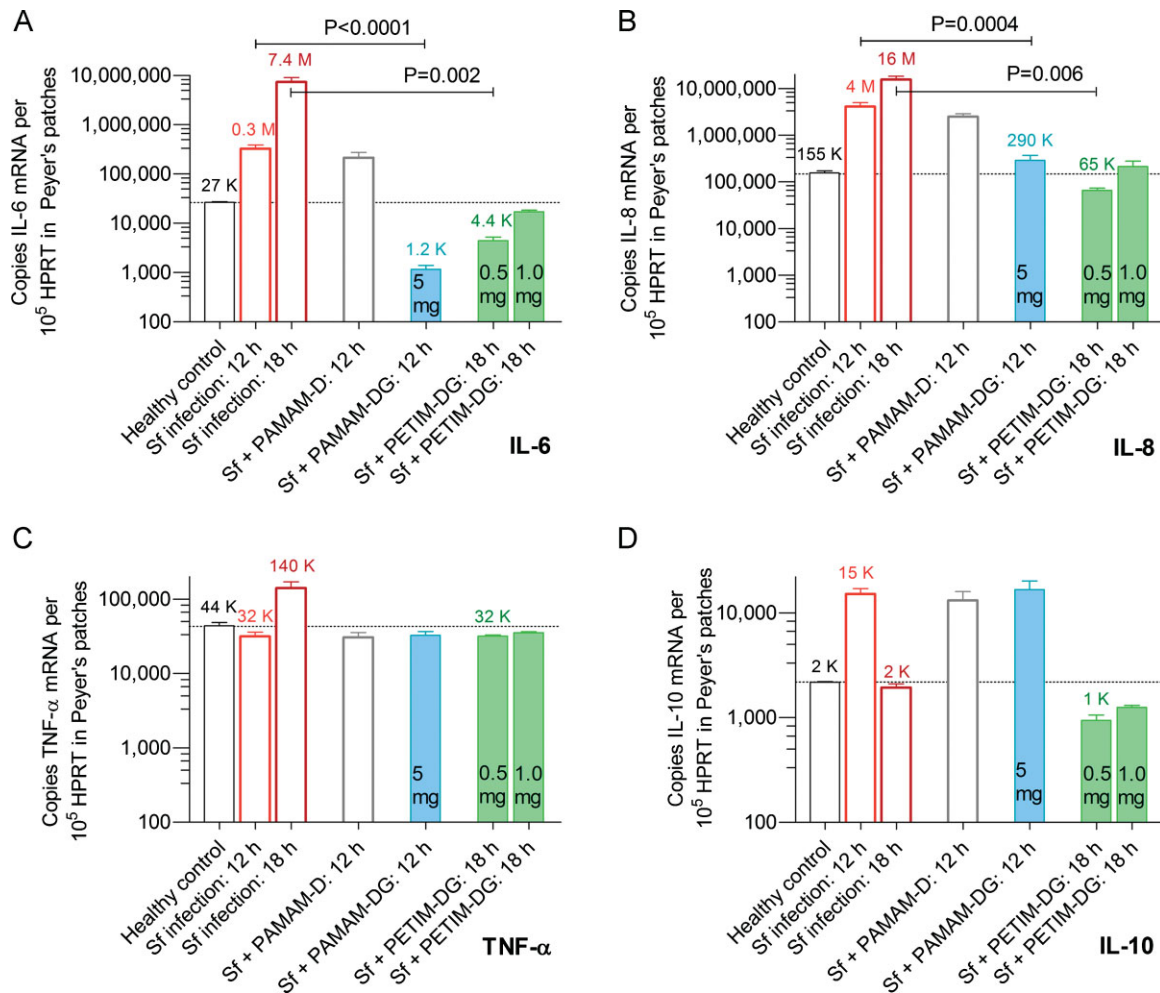 A
P<0.0001
7.4 M
P=0.002
10,000,000
1,000,000
0.3 M
100,000
27 K
10,000
4.4 K
1.2 K
1,000
100
5
mg
0.5
mg
1.0
mg
Copies IL-6 mRNA per
10⁵ HPRT in Peyer's patches
Healthy control
Sf infection: 12 h
Sf infection: 18 h
Sf + PAMAM-D: 12 h
Sf + PAMAM-DG: 12 h
Sf + PETIM-DG: 18 h
Sf + PETIM-DG: 18 h
IL-6
B
P=0.0004
16 M
P=0.006
10,000,000
4 M
1,000,000
155 K
290 K
65 K
100,000
10,000
1,000
100
5
mg
0.5
mg
1.0
mg
Copies IL-8 mRNA per
10⁵ HPRT in Peyer's patches
Healthy control
Sf infection: 12 h
Sf infection: 18 h
Sf + PAMAM-D: 12 h
Sf + PAMAM-DG: 12 h
Sf + PETIM-DG: 18 h
Sf + PETIM-DG: 18 h
IL-8
C
140 K
100,000
44 K
32 K
32 K
10,000
1,000
100
5
mg
0.5
mg
1.0
mg
Copies TNF-α mRNA per
10⁵ HPRT in Peyer's patches
Healthy control
Sf infection: 12 h
Sf infection: 18 h
Sf + PAMAM-D: 12 h
Sf + PAMAM-DG: 12 h
Sf + PETIM-DG: 18 h
Sf + PETIM-DG: 18 h
TNF-α
D
15 K
10,000
2 K
2 K
1 K
1,000
100
5
mg
0.5
mg
1.0
mg
Copies IL-10 mRNA per
10⁵ HPRT in Peyer's patches
Healthy control
Sf infection: 12 h
Sf infection: 18 h
Sf + PAMAM-D: 12 h
Sf + PAMAM-DG: 12 h
Sf + PETIM-DG: 18 h
Sf + PETIM-DG: 18 h
IL-10